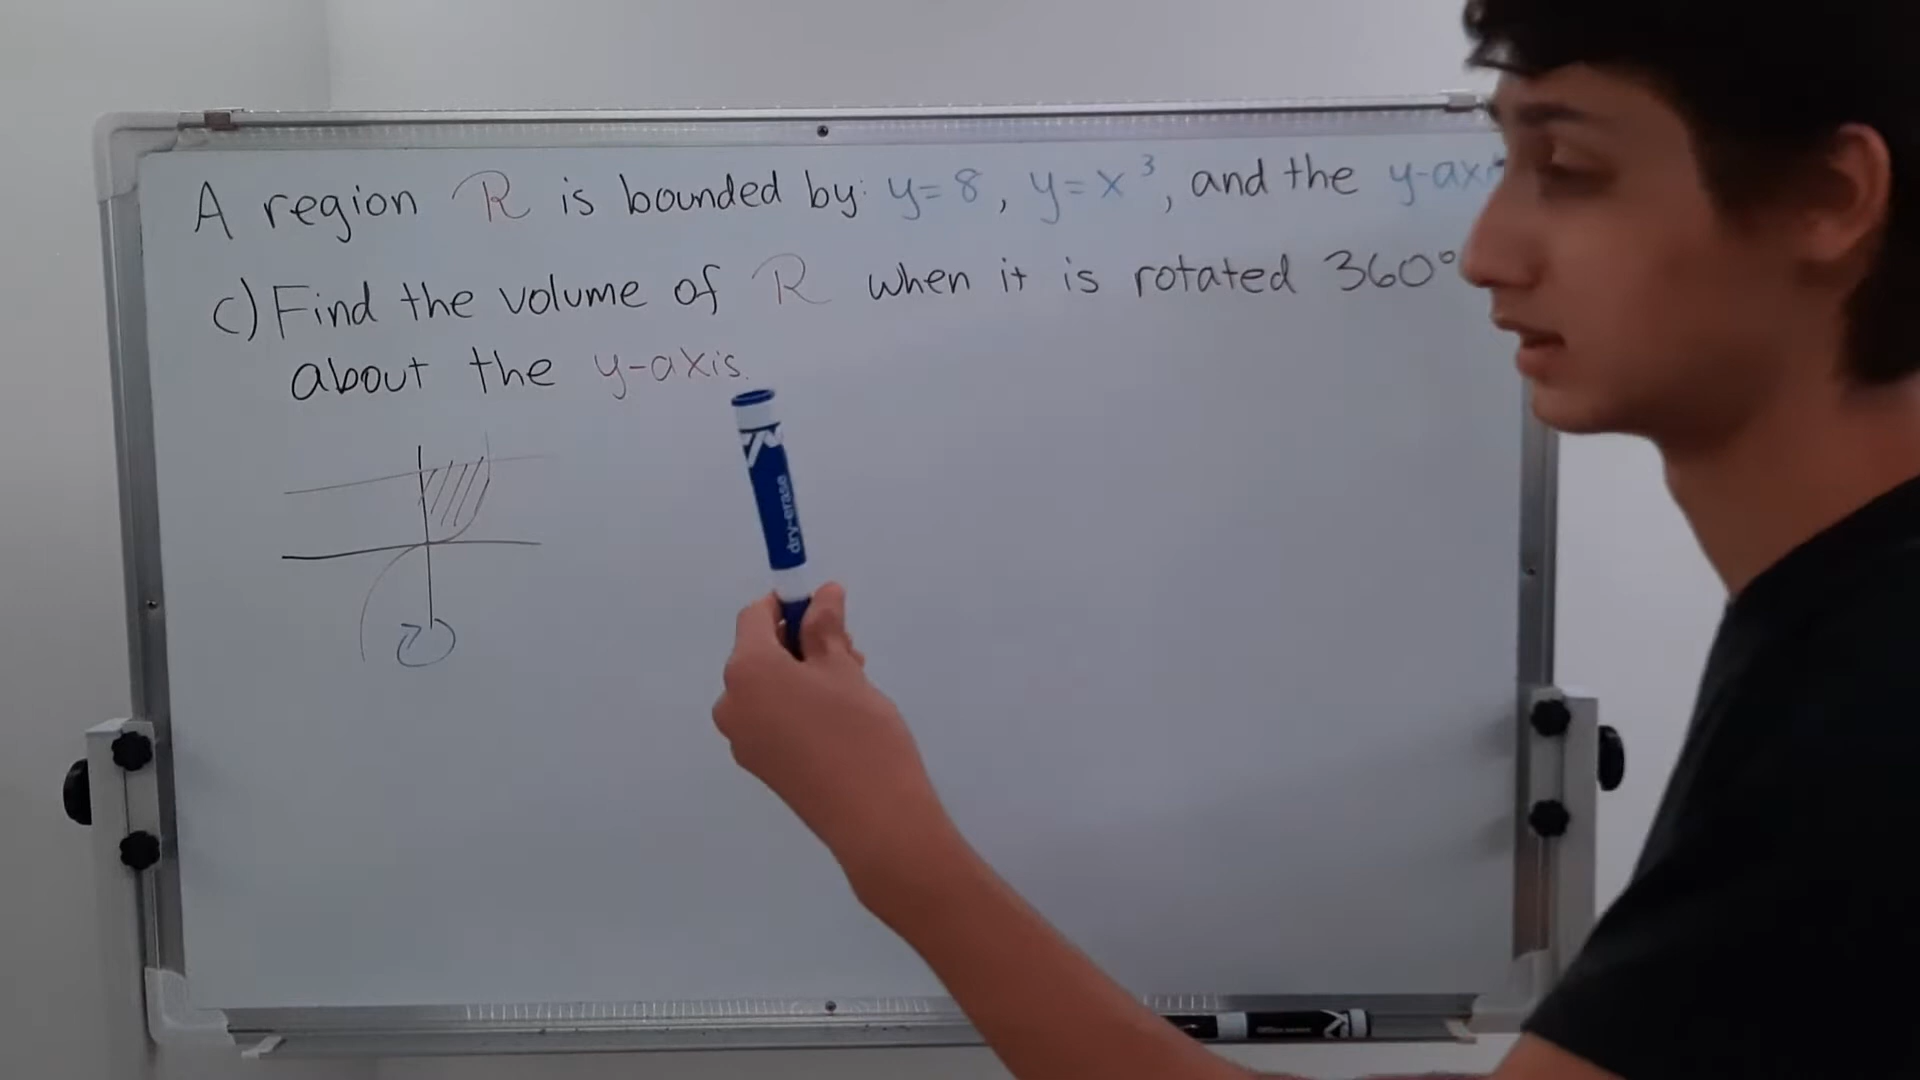 A region R is bounded by: y=8, y=x³, and the y-axi
c) Find the volume of R when it is rotated 360°
about the y-axis.
dry-erase